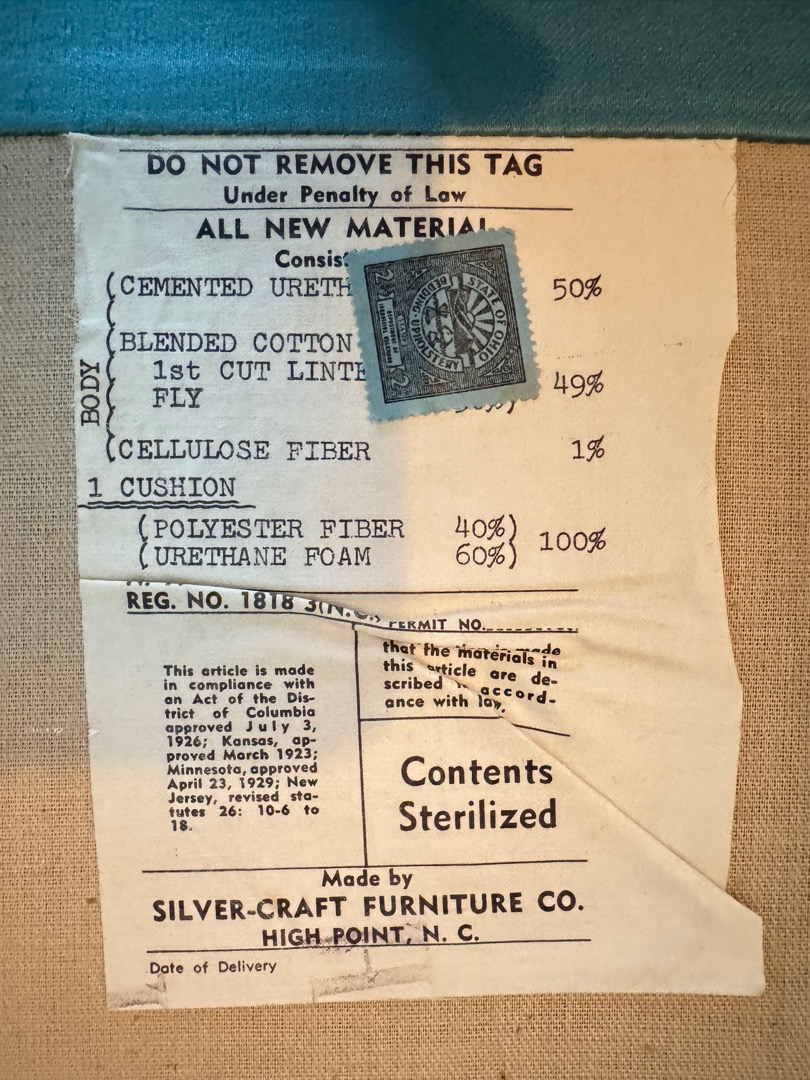 DO NOT REMOVE THIS TAG
Under Penalty of Law
ALL NEW MATERIAL
Consis
CEMENTED URETH 50%
STATE OF OHIO
BEDDING-UPHOLSTERY
BLENDED COTTON
1st CUT LINTE 49%
FLY
BODY
CELLULOSE FIBER 1%
1 CUSHION
(POLYESTER FIBER 40%)
(URETHANE FOAM 60%) 100%
REG. NO. 1818 3(N.C.) PERMIT NO.
This article is made
in compliance with
an Act of the Dis-
trict of Columbia
approved July 3,
1926; Kansas, ap-
proved March 1923;
Minnesota, approved
April 23, 1929; New
Jersey, revised sta-
tutes 26: 10-6 to
18.
that the materials in
this article are de-
scribed accord-
ance with law.
Contents
Sterilized
Made by
SILVER-CRAFT FURNITURE CO.
HIGH POINT, N. C.
Date of Delivery